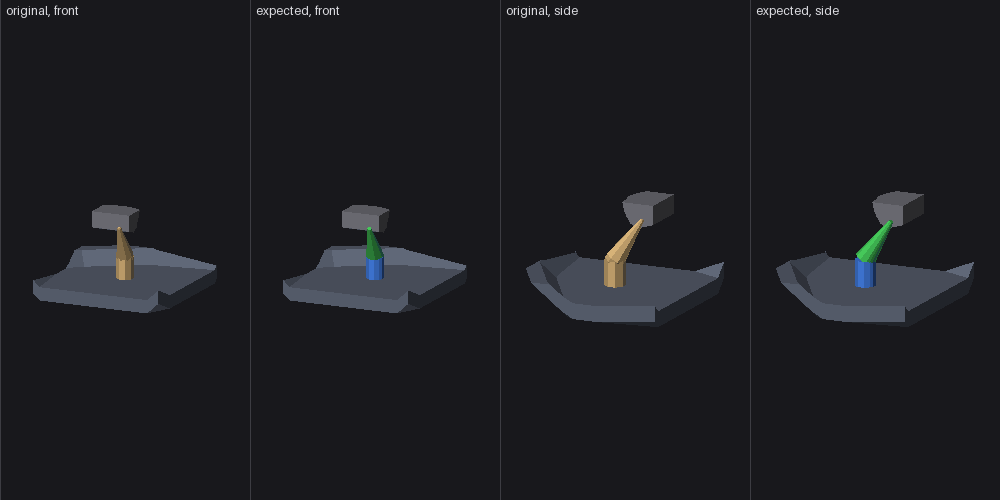 original, front
expected, front
original, side
expected, side